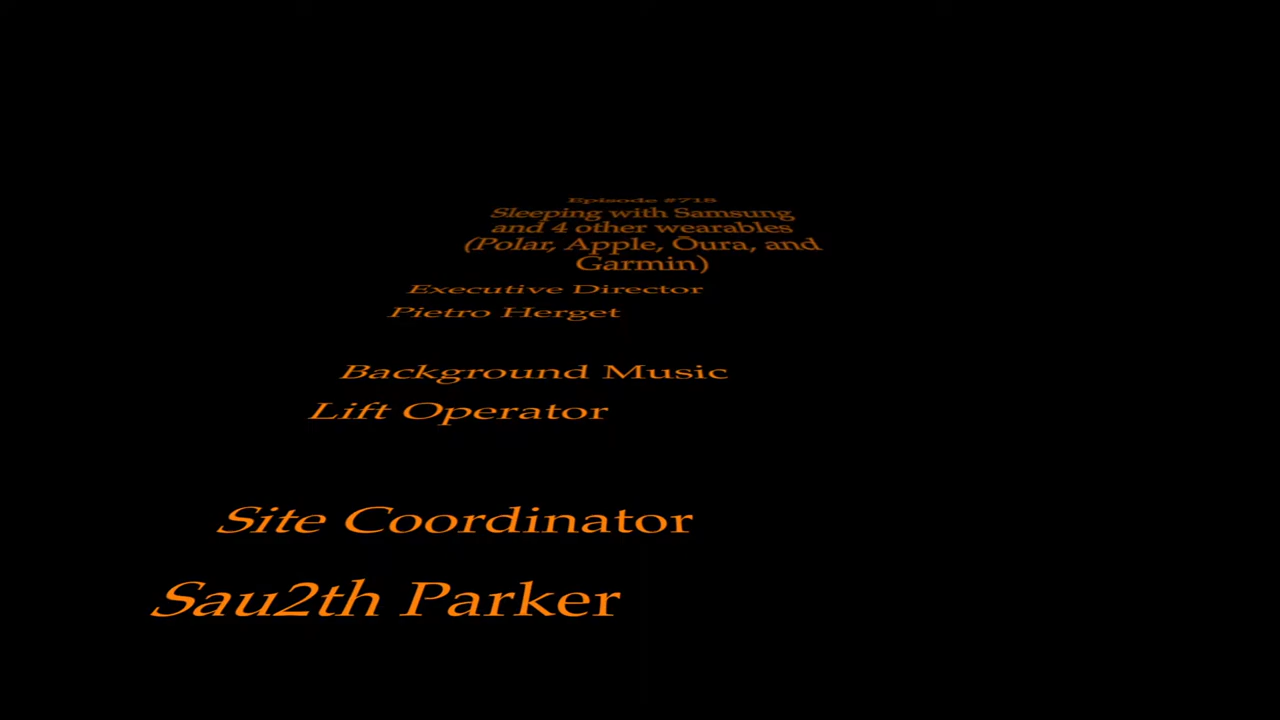 Episode #718
Sleeping with Samsung
and 4 other wearables
(Polar, Apple, Ōura, and
Garmin)
Executive Director
Pietro Herget
Background Music
Lift Operator
Site Coordinator
Sau2th Parker